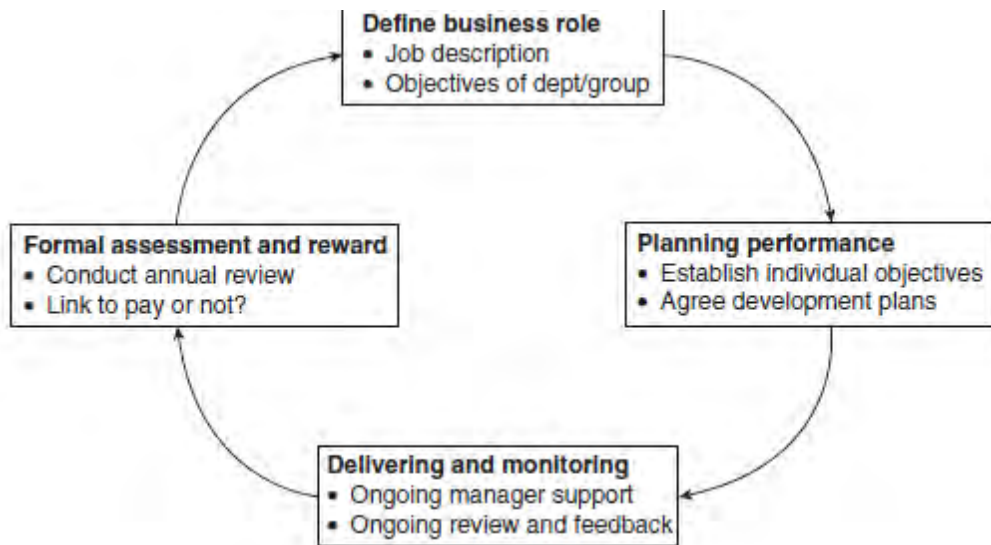 Define business role
• Job description
• Objectives of dept/group
Planning performance
• Establish individual objectives
• Agree development plans
Delivering and monitoring
• Ongoing manager support
• Ongoing review and feedback
Formal assessment and reward
• Conduct annual review
• Link to pay or not?